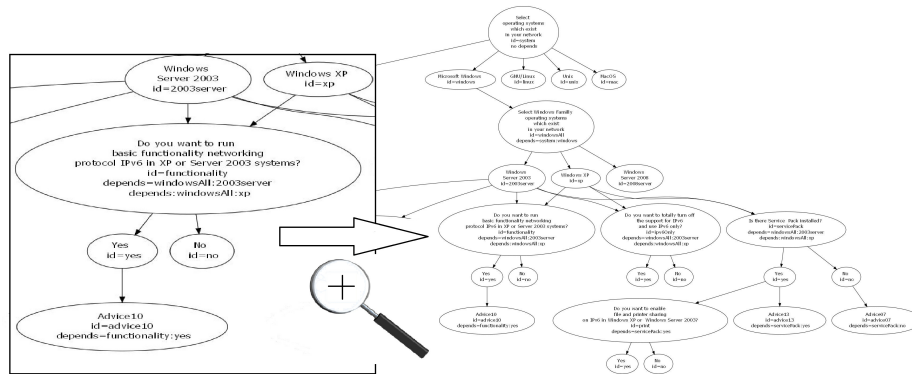 Windows
Server 2003
id=2003server
Windows XP
id=xp
Do you want to run
basic functionality networking
protocol IPv6 in XP or Server 2003 systems?
id=functionality
depends=windowsAll:2003server
depends:windowsAll:xp
Yes
id=yes
No
id=no
Advice10
id=advice10
depends=functionality:yes
Select
operating systems
which exist
in your network
id=system
no depends
Microsoft Windows
id=windows
GNU/Linux
id=linux
Unix
id=unix
MacOS
id=mac
Select Windows Familly
operating systems
which exist
in your network
id=windowsAll
depends=system:windows
Windows
Server 2003
id=2003server
Windows XP
id=xp
Windows
Server 2008
id=2008server
Do you want to run
basic functionality networking
protocol IPv6 in XP or Server 2003 systems?
id=functionality
depends=windowsAll:2003server
depends:windowsAll:xp
Do you want to totally turn off
the support for IPv6
and use IPv6 only?
id=ipv6Only
depends=windowsAll:2003server
depends:windowsAll:xp
Is there Service Pack installed?
id=servicePack
depends=windowsAll:2003server
depends:windowsAll:xp
Yes
id=yes
No
id=no
Yes
id=yes
No
id=no
Yes
id=yes
No
id=no
Advice10
id=advice10
depends=functionality:yes
Do you want to enable
file and printer sharing
on IPv6 in Windows XP or Windows Server 2003?
id=print
depends=servicePack:yes
id=advice13
depends=servicePack:yes
Advice07
id=advice07
depends=servicePack:no
Yes
id=yes
No
id=no